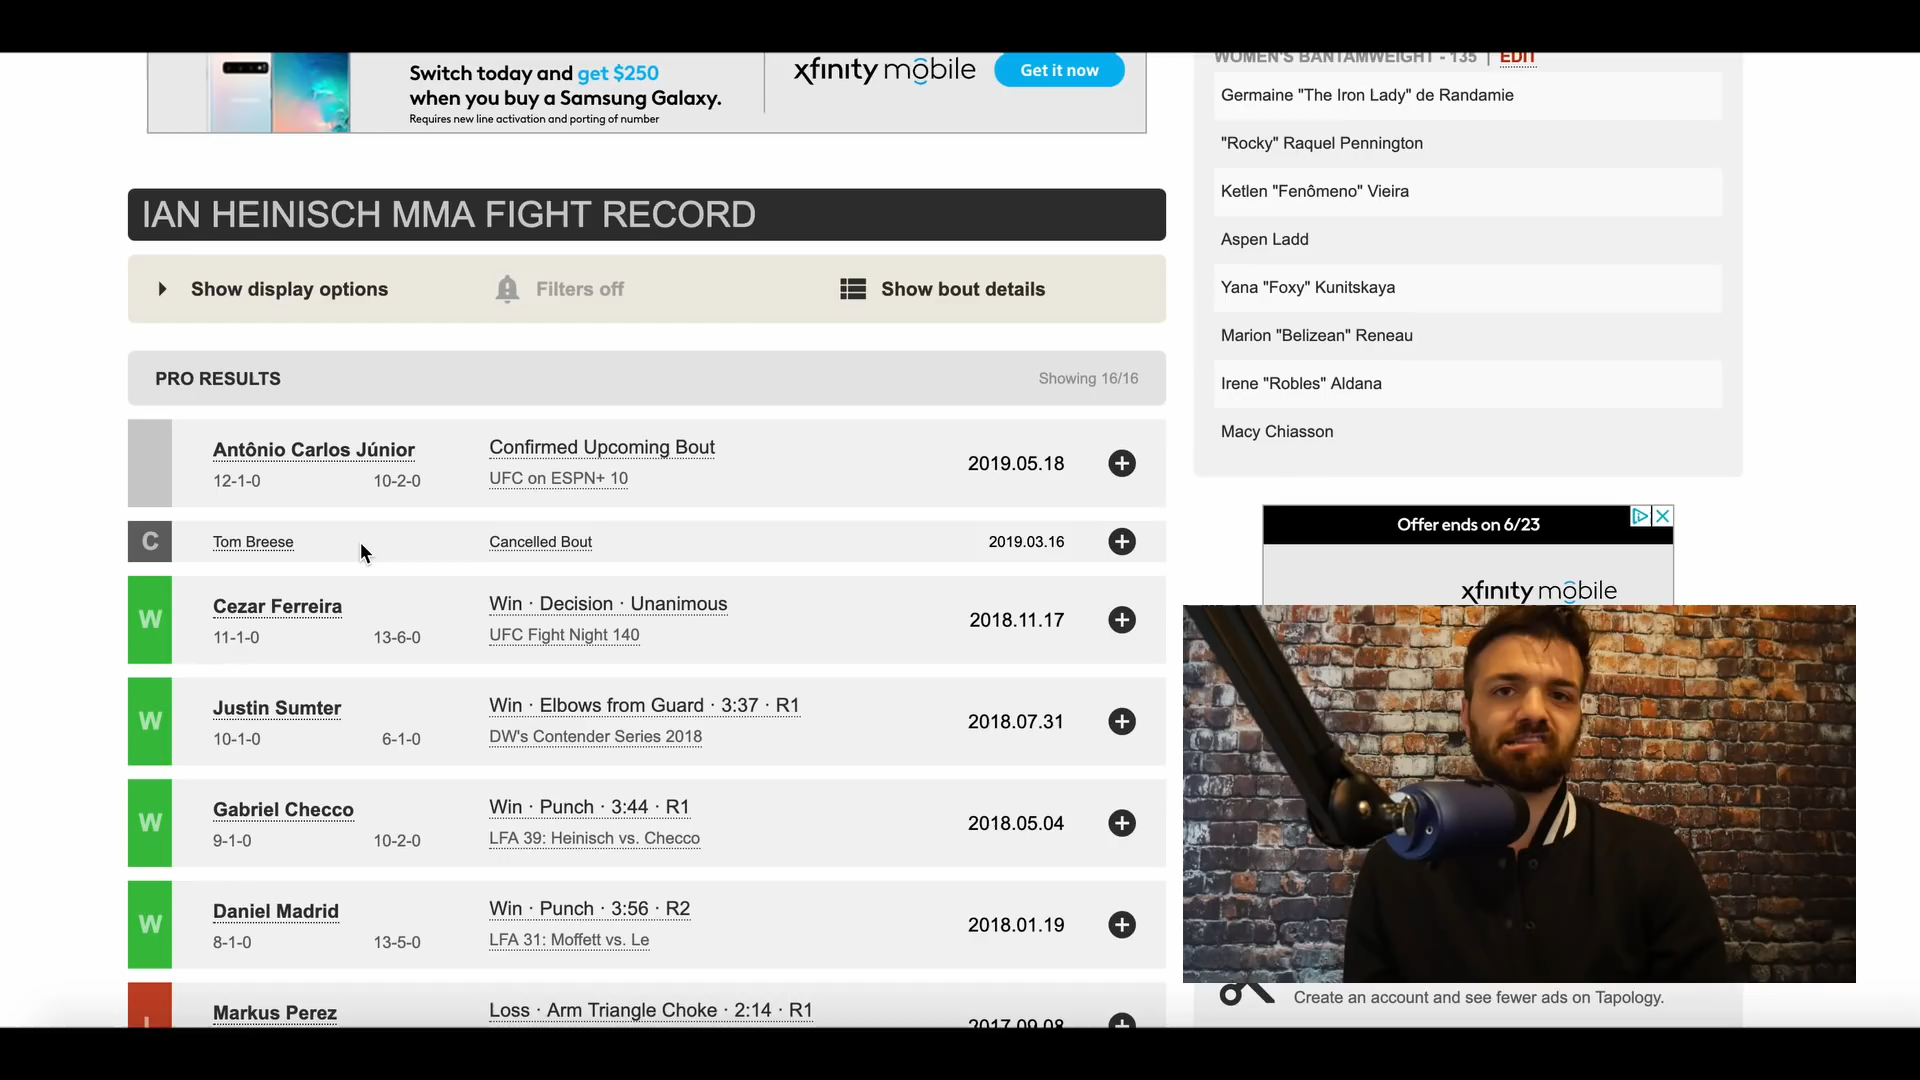 Switch today and get $250
when you buy a Samsung Galaxy.
Requires new line activation and porting of number
xfinity mobile
Get it now
WOMEN'S BANTAMWEIGHT - 135 | EDIT
Germaine "The Iron Lady" de Randamie
"Rocky" Raquel Pennington
Ketlen "Fenômeno" Vieira
Aspen Ladd
Yana "Foxy" Kunitskaya
Marion "Belizean" Reneau
Irene "Robles" Aldana
Macy Chiasson
IAN HEINISCH MMA FIGHT RECORD
Show display options
Filters off
Show bout details
PRO RESULTS
Showing 16/16
Antônio Carlos Júnior
12-1-0 10-2-0
Confirmed Upcoming Bout
UFC on ESPN+ 10
2019.05.18
C
Tom Breese
Cancelled Bout
2019.03.16
W
Cezar Ferreira
11-1-0 13-6-0
Win · Decision · Unanimous
UFC Fight Night 140
2018.11.17
W
Justin Sumter
10-1-0 6-1-0
Win · Elbows from Guard · 3:37 · R1
DW's Contender Series 2018
2018.07.31
W
Gabriel Checco
9-1-0 10-2-0
Win · Punch · 3:44 · R1
LFA 39: Heinisch vs. Checco
2018.05.04
W
Daniel Madrid
8-1-0 13-5-0
Win · Punch · 3:56 · R2
LFA 31: Moffett vs. Le
2018.01.19
L
Markus Perez
Loss · Arm Triangle Choke · 2:14 · R1
2017.09.08
Offer ends on 6/23
xfinity mobile
Create an account and see fewer ads on Tapology.